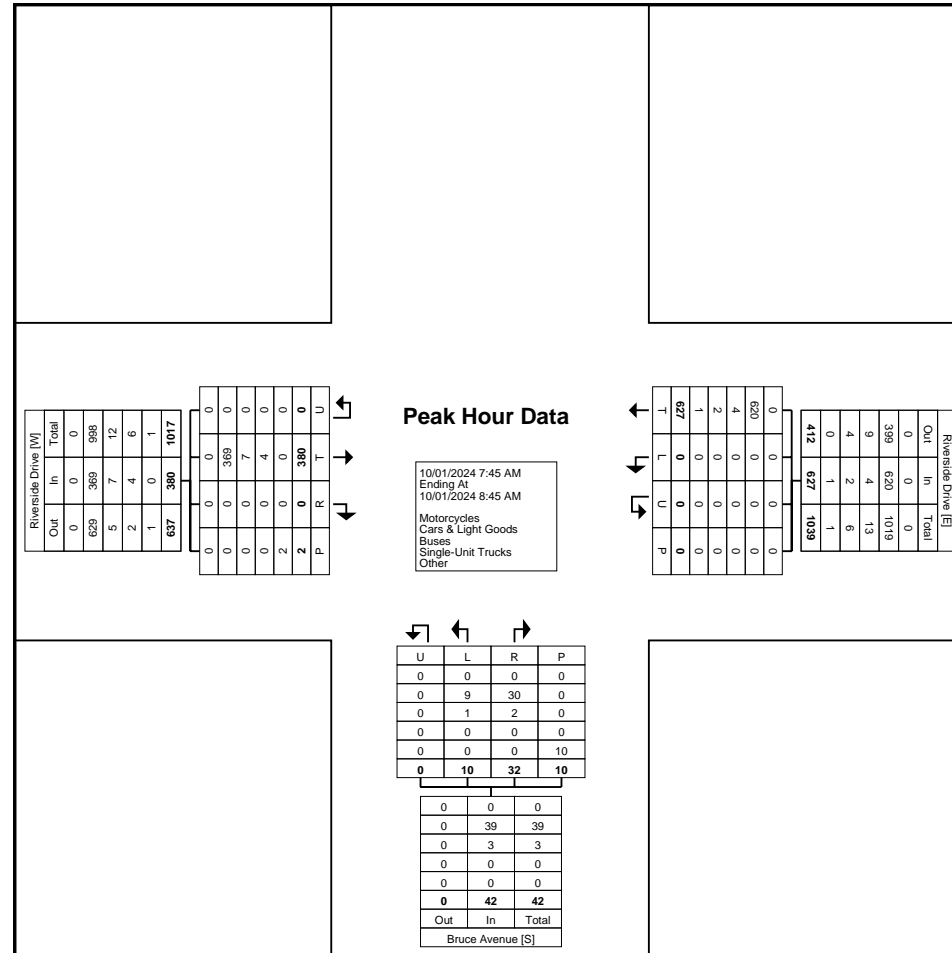 Peak Hour Data
10/01/2024 7:45 AM
Ending At
10/01/2024 8:45 AM
Motorcycles
Cars & Light Goods
Buses
Single-Unit Trucks
Other
Riverside Drive [W]
Total In Out
0 0 0
998 369 629
12 7 5
6 4 2
1 0 1
1017 380 637
0 0 0 0
0 369 0 0
0 7 0 0
0 4 0 0
0 0 0 2
0 380 0 2
U T R P
Riverside Drive [E]
Out In Total
0 0 0
399 620 1019
9 4 13
4 2 6
0 1 1
412 627 1039
0 0 0 0
620 0 0 0
4 0 0 0
2 0 0 0
1 0 0 0
627 0 0 0
T L U P
U L R P
0 0 0 0
0 9 30 0
0 1 2 0
0 0 0 0
0 0 0 10
0 10 32 10
0 0 0
0 39 39
0 3 3
0 0 0
0 0 0
0 42 42
Out In Total
Bruce Avenue [S]